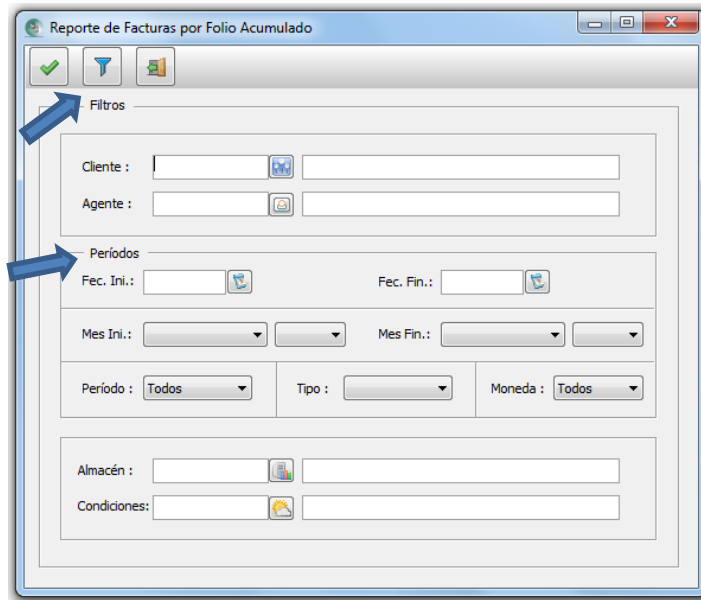 Reporte de Facturas por Folio Acumulado
Filtros
Cliente :
Agente :
Períodos
Fec. Ini.: Fec. Fin.:
Mes Ini.: Mes Fin.:
Período : Todos Tipo : Moneda : Todos
Almacén :
Condiciones: